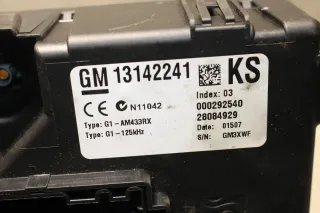 GM 13142241 KS
Index: 03
CE N11042 000292540
28084929
Type: G1-AM433RX Date: 01507
Type: G1-125kHz S/N: GM3XWF